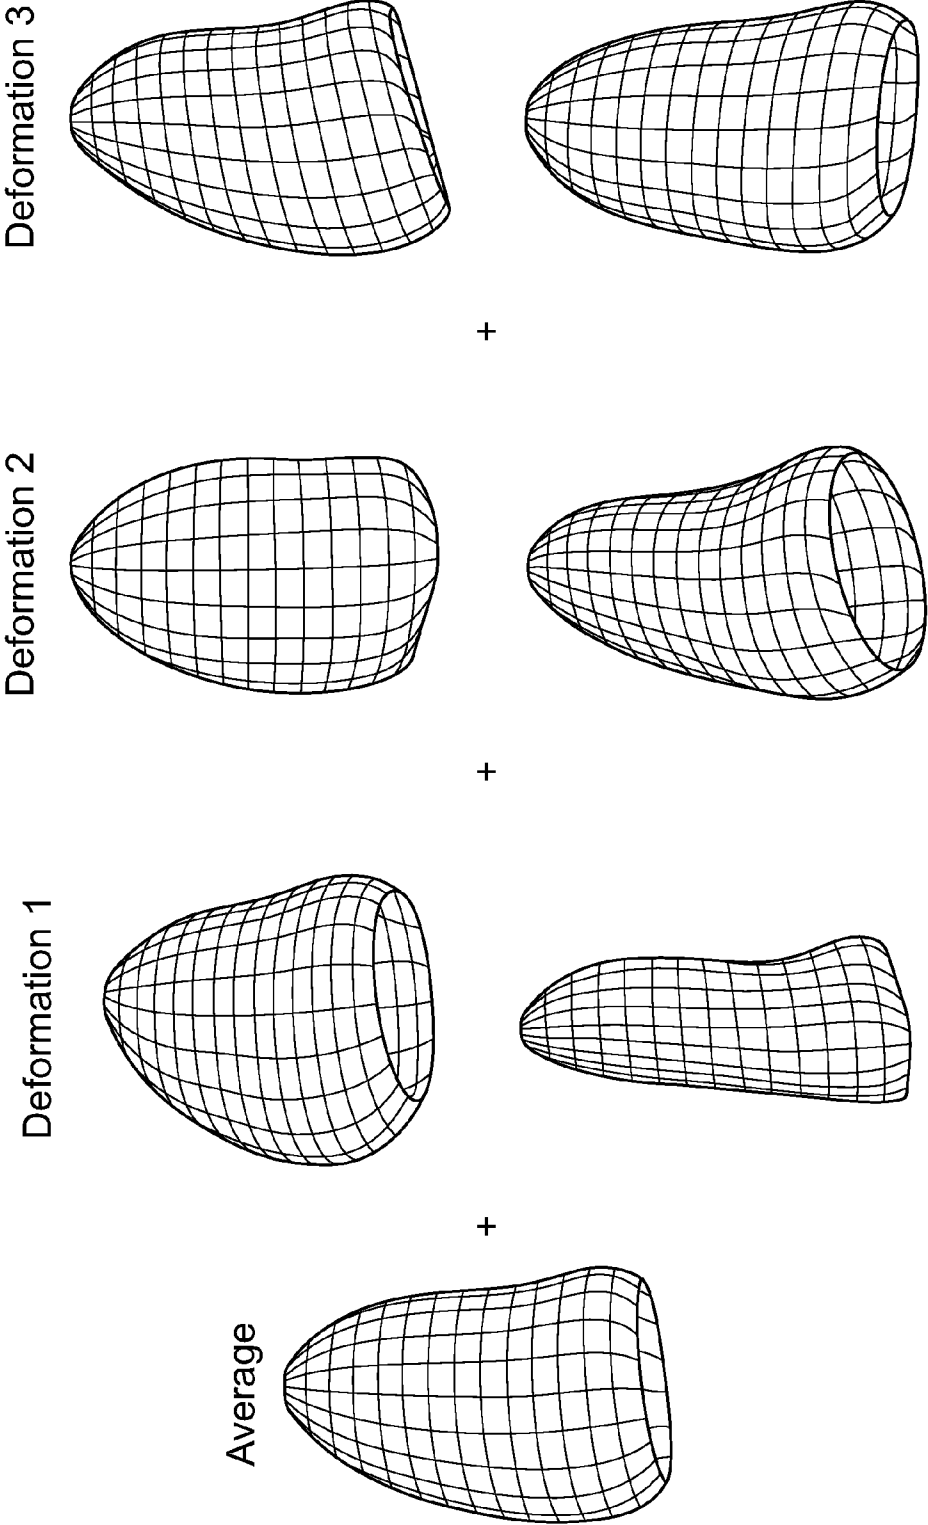 Average
+
Deformation 1
+
Deformation 2
+
Deformation 3